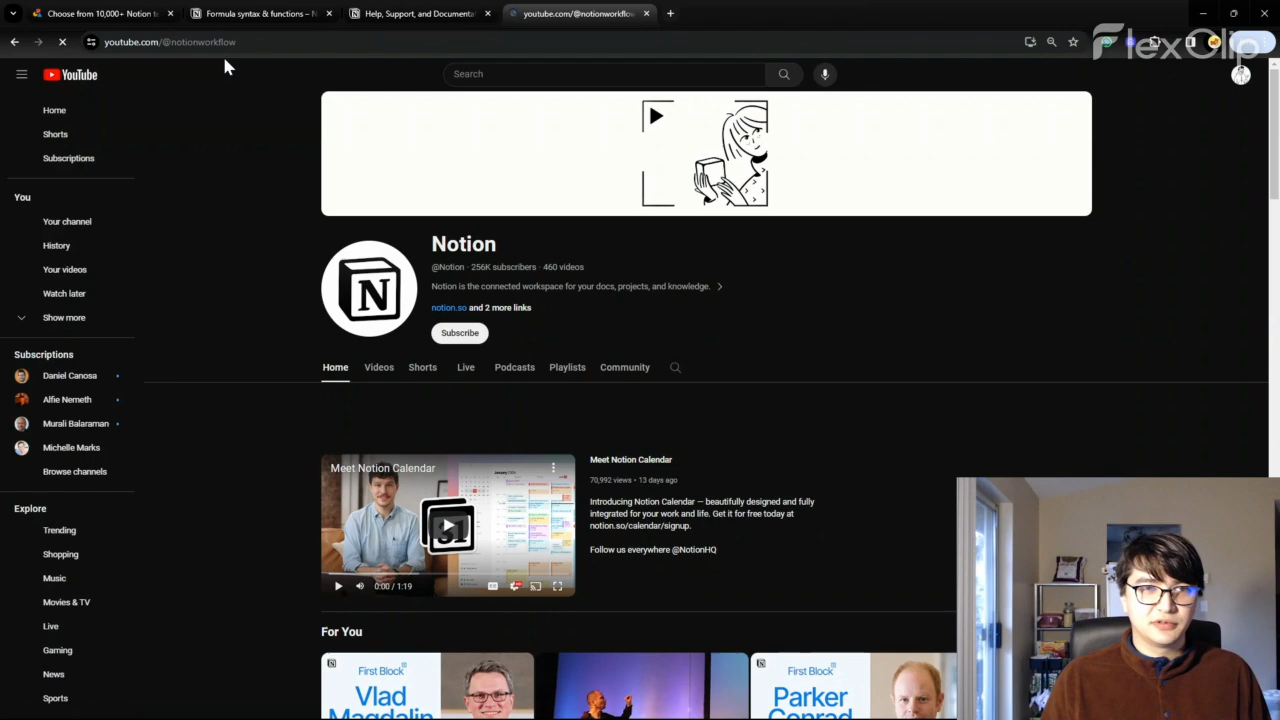 Choose from 10,000+ Notion te
Formula syntax & functions – N
Help, Support, and Documenta
youtube.com/@notionworkflow
youtube.com/@notionworkflow
FlexClip
YouTube
Search
Home
Shorts
Subscriptions
You
Your channel
History
Your videos
Watch later
Show more
Subscriptions
Daniel Canosa
Alfie Nemeth
Murali Balaraman
Michelle Marks
Browse channels
Explore
Trending
Shopping
Music
Movies & TV
Live
Gaming
News
Sports
N
Notion
@Notion · 256K subscribers · 460 videos
Notion is the connected workspace for your docs, projects, and knowledge.
notion.so and 2 more links
Subscribe
Home
Videos
Shorts
Live
Podcasts
Playlists
Community
Meet Notion Calendar
January 2024
31
0:00 / 1:19
Meet Notion Calendar
70,992 views • 13 days ago
Introducing Notion Calendar — beautifully designed and fully
integrated for your work and life. Get it for free today at
notion.so/calendar/signup.
Follow us everywhere @NotionHQ
For You
First Block
Vlad
Magdalin
First Block
Parker
Conrad